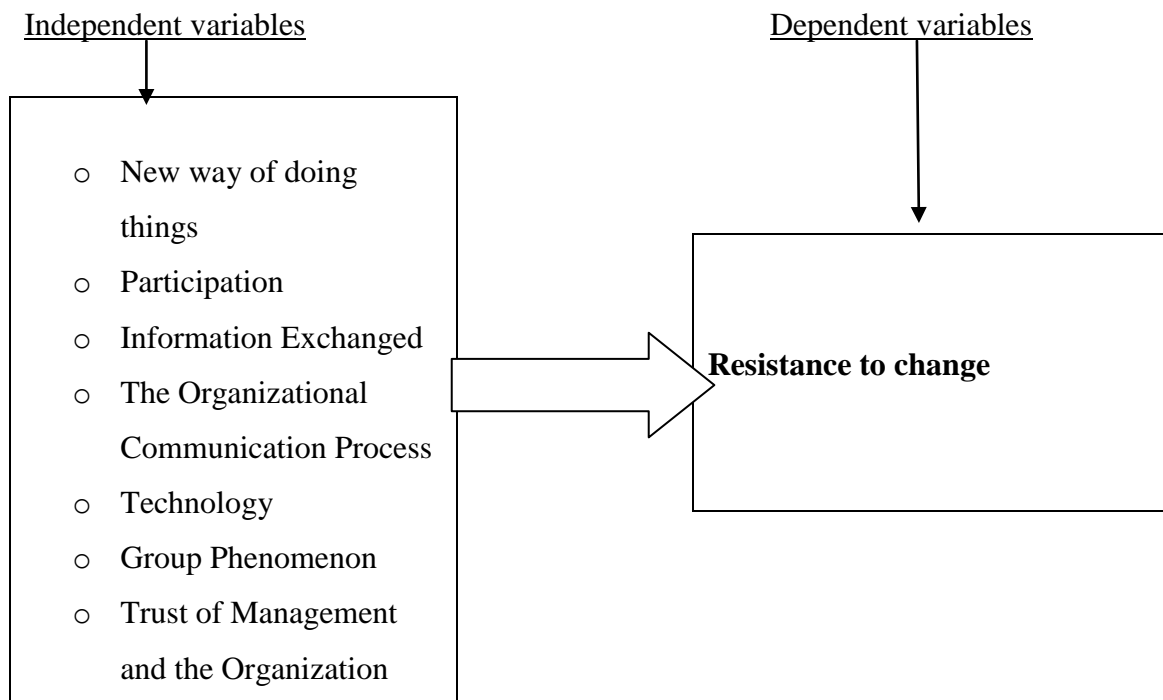 Independent variables
Dependent variables
o New way of doing
things
o Participation
o Information Exchanged
o The Organizational
Communication Process
o Technology
o Group Phenomenon
o Trust of Management
and the Organization
Resistance to change